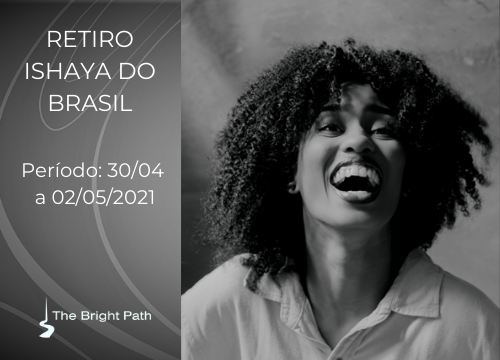 RETIRO
ISHAYA DO
BRASIL
Período: 30/04
a 02/05/2021
The Bright Path